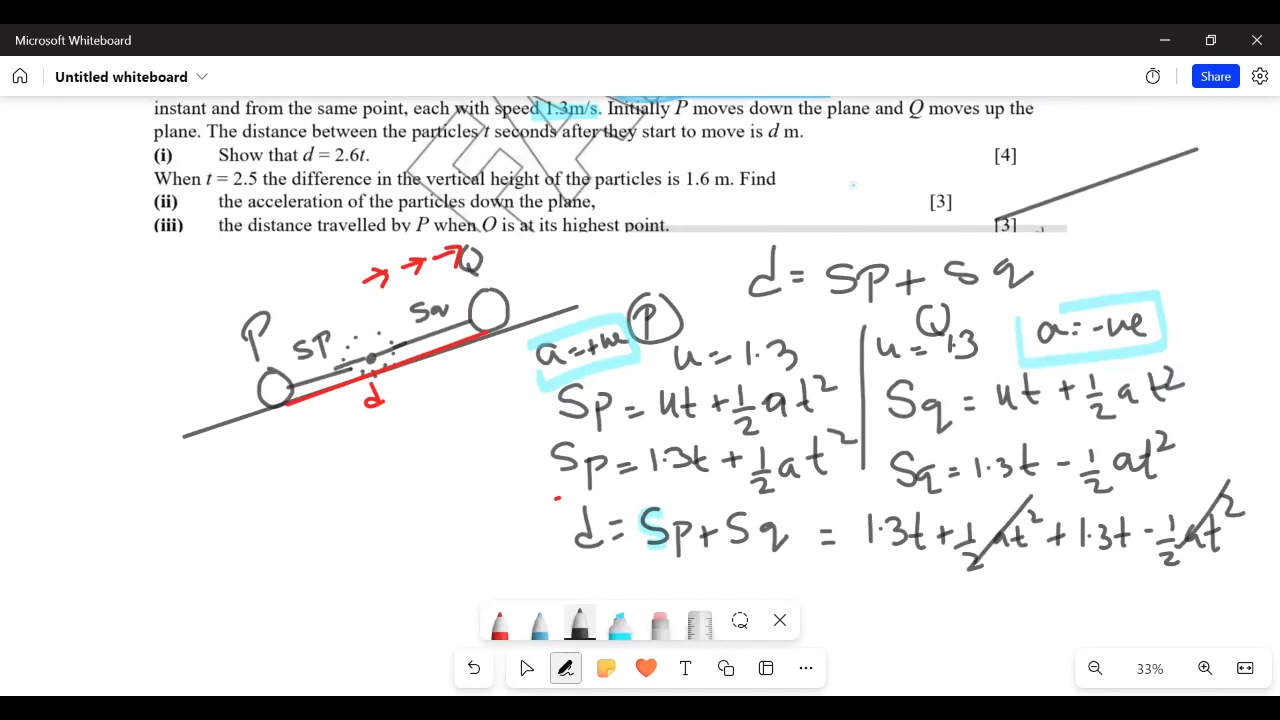 Microsoft Whiteboard
Untitled whiteboard
Share
instant and from the same point, each with speed 1.3m/s. Initially P moves down the plane and Q moves up the
plane. The distance between the particles t seconds after they start to move is d m.
(i) Show that d = 2.6t. [4]
When t = 2.5 the difference in the vertical height of the particles is 1.6 m. Find
(ii) the acceleration of the particles down the plane, [3]
(iii) the distance travelled by P when Q is at its highest point. [3]
Q
d = Sp + Sq
P
SP
Sq
d
a = +ve
P
u = 1.3
Sp = ut + 1/2 at²
Sp = 1.3t + 1/2 at²
Q
u = 1.3
a = -ve
Sq = ut + 1/2 at²
Sq = 1.3t - 1/2 at²
d = Sp + Sq = 1.3t + 1/2 at² + 1.3t - 1/2 at²
T
33%